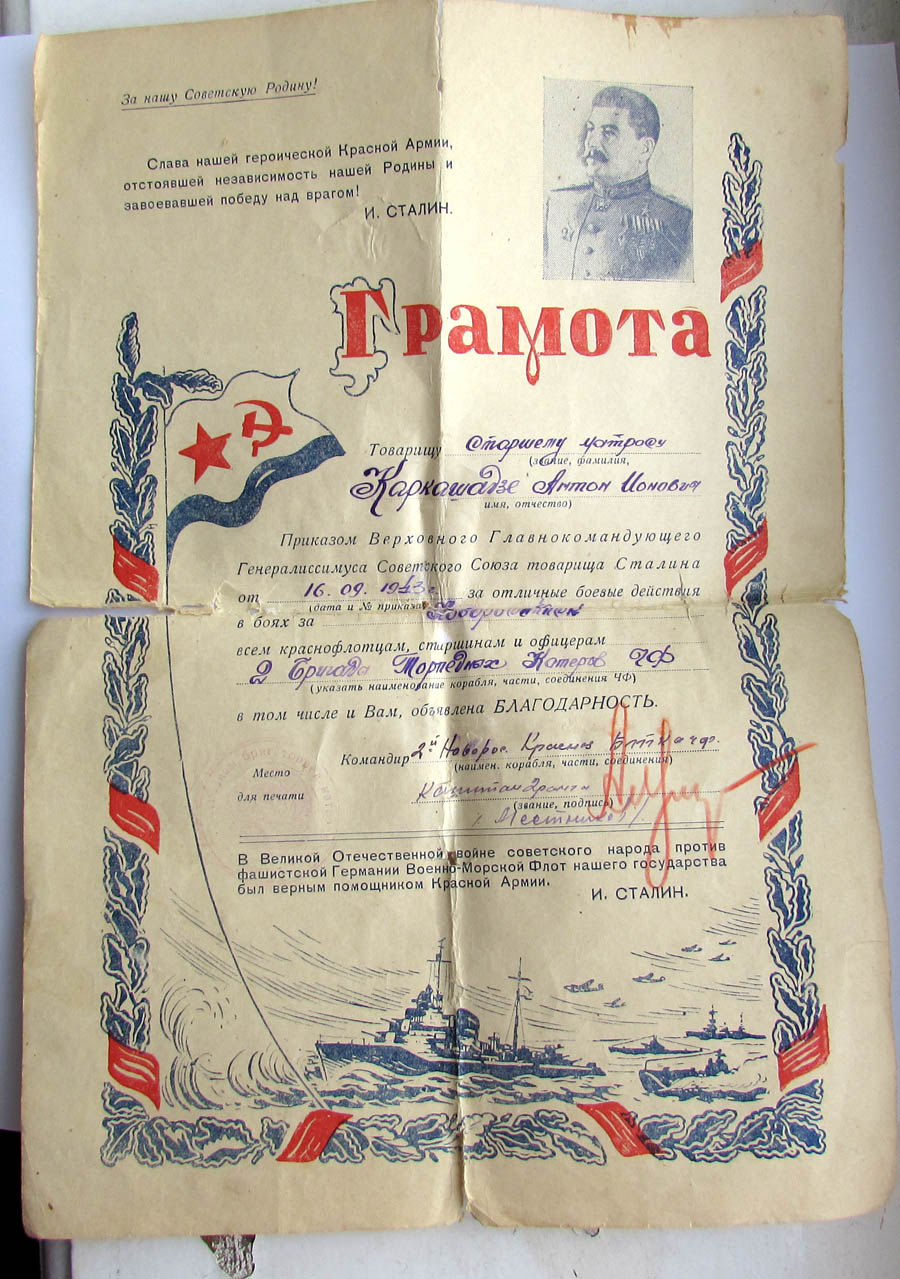 За нашу Советскую Родину!
Слава нашей героической Красной Армии,
отстоявшей независимость нашей Родины и
завоевавшей победу над врагом!
И. СТАЛИН.
Грамота
Товарищу Старшему матросу
(звание, фамилия,
Каркашадзе Антон Ионович
имя, отчество)
Приказом Верховного Главнокомандующего
Генералиссимуса Советского Союза товарища Сталина
от 16. 09. 1943 г. за отличные боевые действия
(дата и № приказа
в боях за
всем краснофлотцам, старшинам и офицерам
2 Бригада Торпедных Катеров ЧФ
(указать наименование корабля, части, соединения ЧФ)
в том числе и Вам, объявлена БЛАГОДАРНОСТЬ.
Командир 2й Новорос. Красноз.
(наимен. корабля, части, соединения)
Место
для печати
(звание, подпись)
В Великой Отечественной войне советского народа против
фашистской Германии Военно-Морской Флот нашего государства
был верным помощником Красной Армии.
И. СТАЛИН.